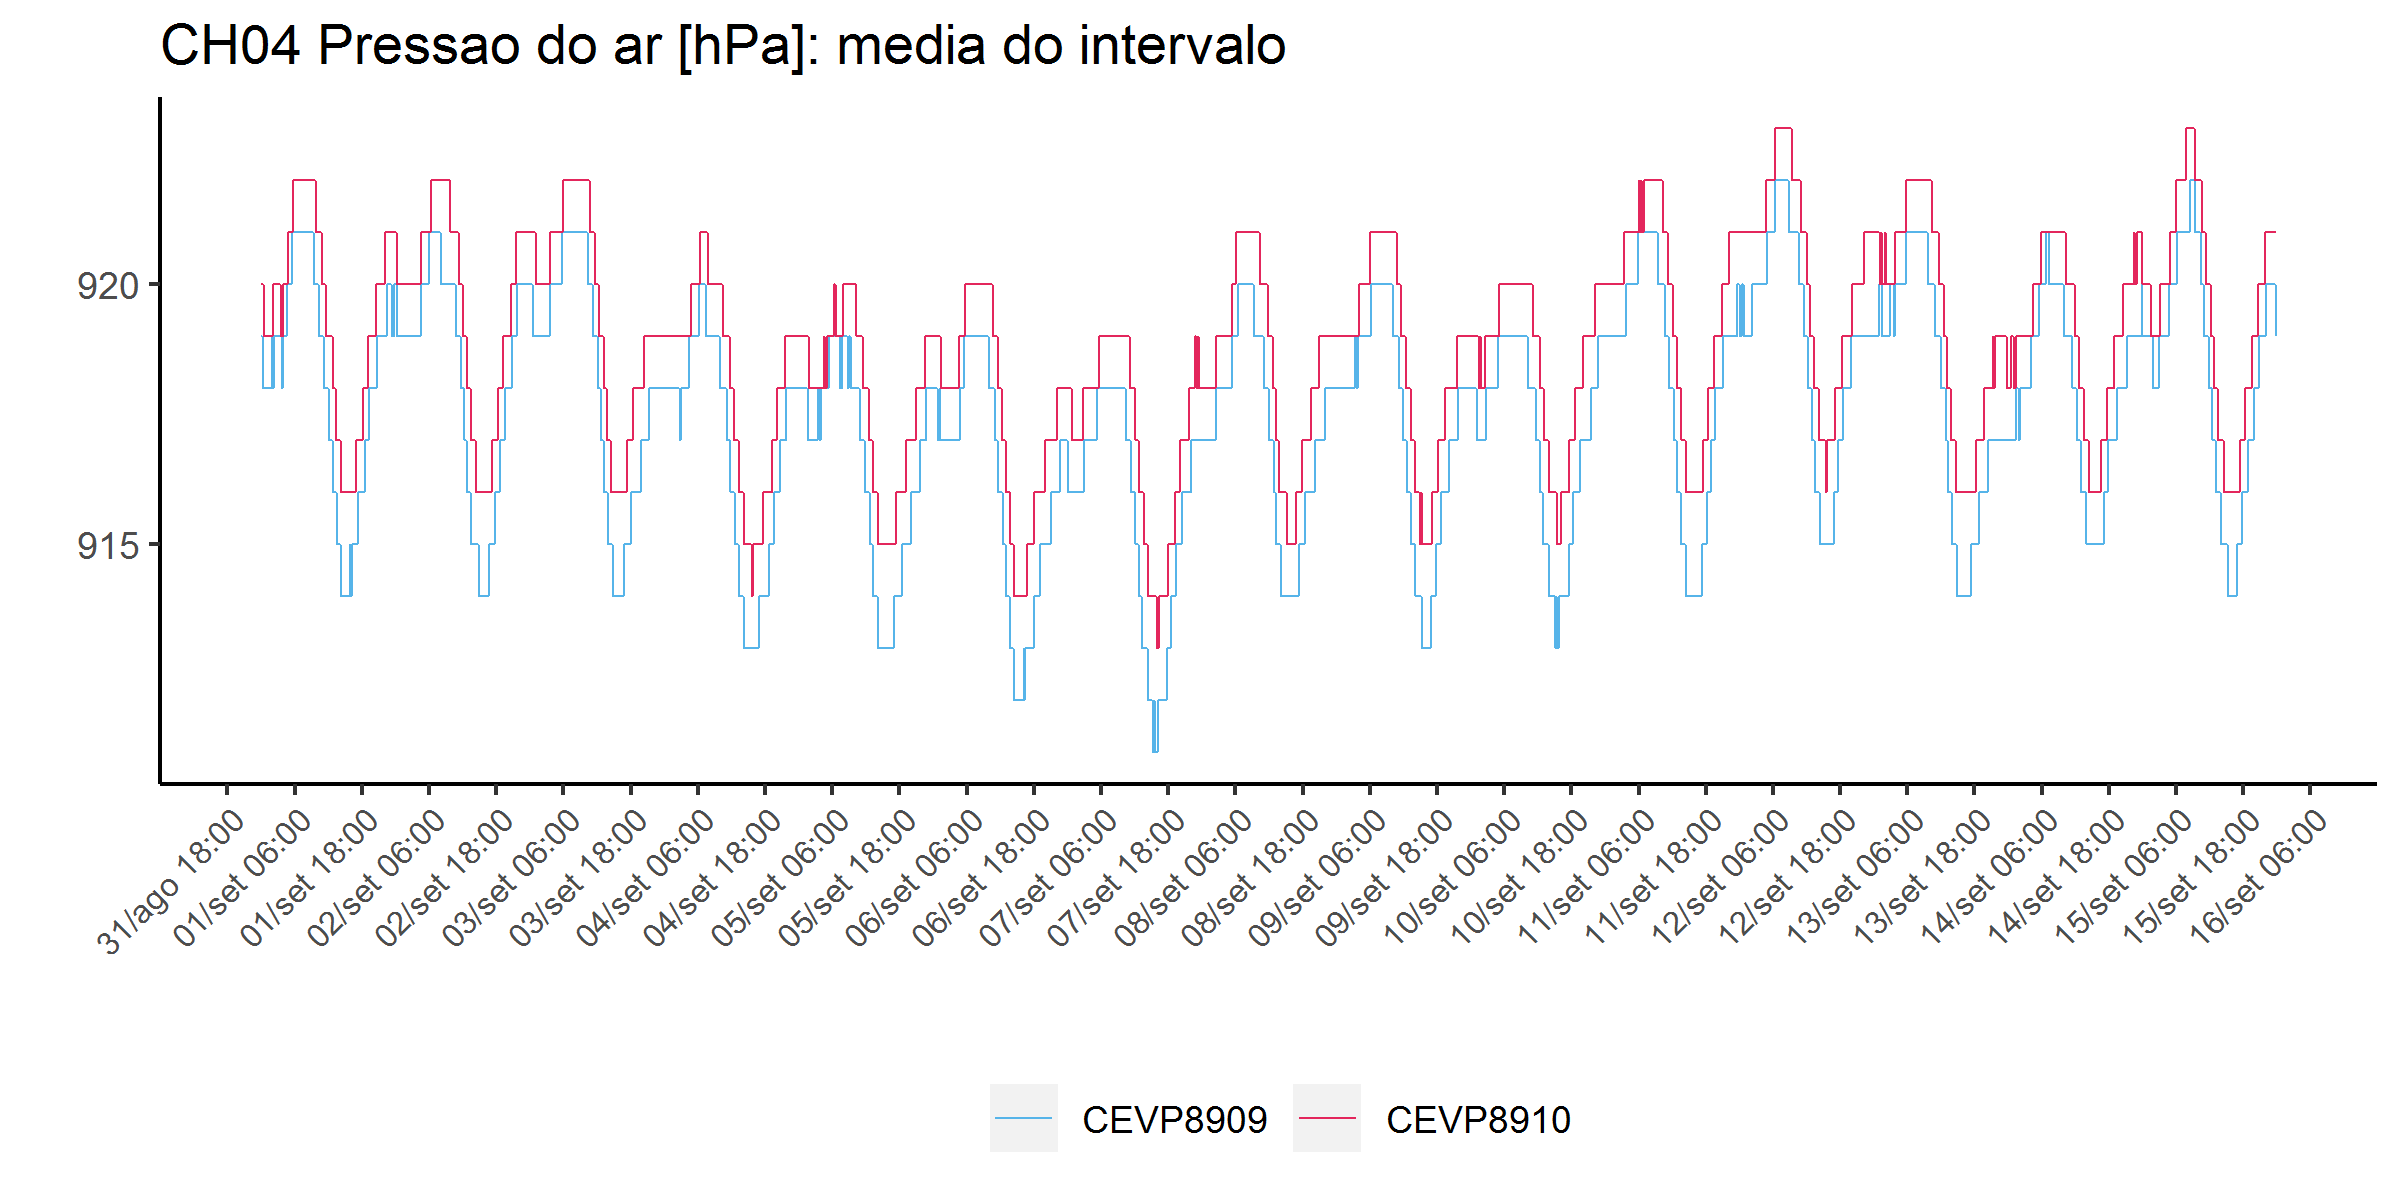 CH04 Pressao do ar [hPa]: media do intervalo
920
915
31/ago 18:00
01/set 06:00
01/set 18:00
02/set 06:00
02/set 18:00
03/set 06:00
03/set 18:00
04/set 06:00
04/set 18:00
05/set 06:00
05/set 18:00
06/set 06:00
06/set 18:00
07/set 06:00
07/set 18:00
08/set 06:00
08/set 18:00
09/set 06:00
09/set 18:00
10/set 06:00
10/set 18:00
11/set 06:00
11/set 18:00
12/set 06:00
12/set 18:00
13/set 06:00
13/set 18:00
14/set 06:00
14/set 18:00
15/set 06:00
15/set 18:00
16/set 06:00
CEVP8909 CEVP8910